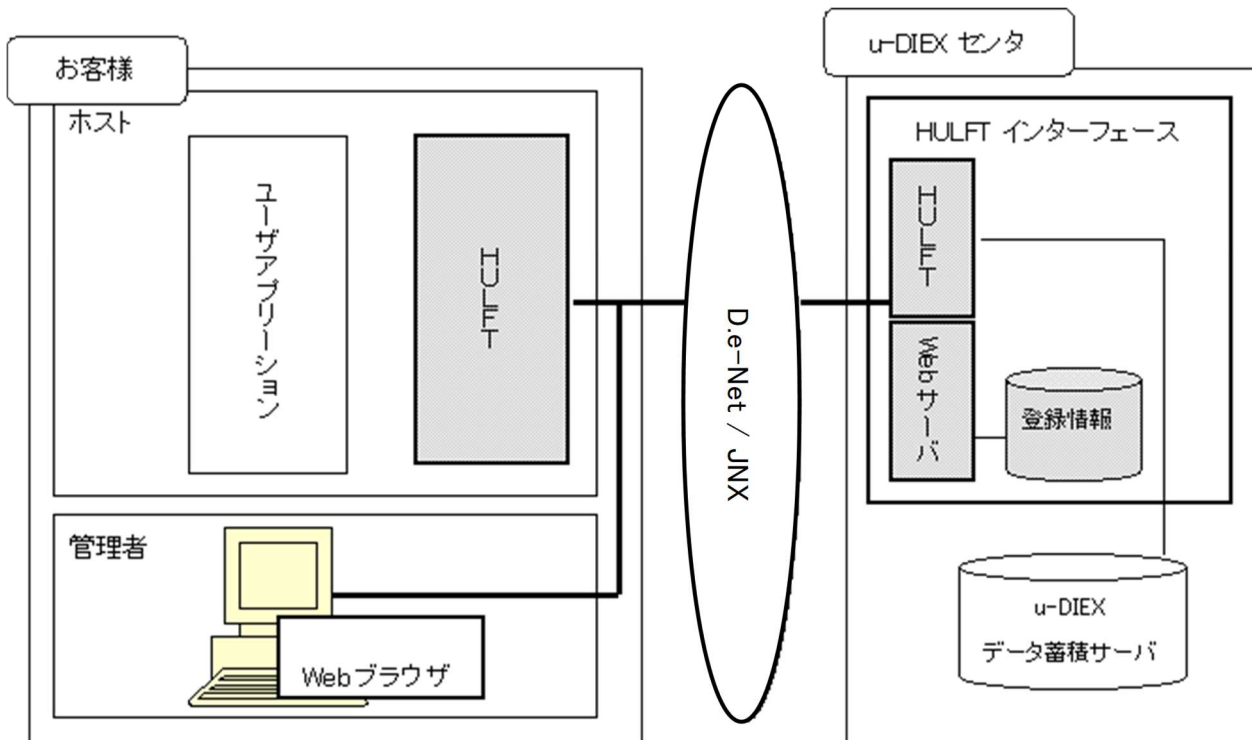 お客様
ホスト
ユーザアプリーション
HULFT
管理者
Webブラウザ
D.e-Net / JNX
u-DIEX センタ
HULFT インターフェース
HULFT
Webサーバ
登録情報
u-DIEX
データ蓄積サーバ